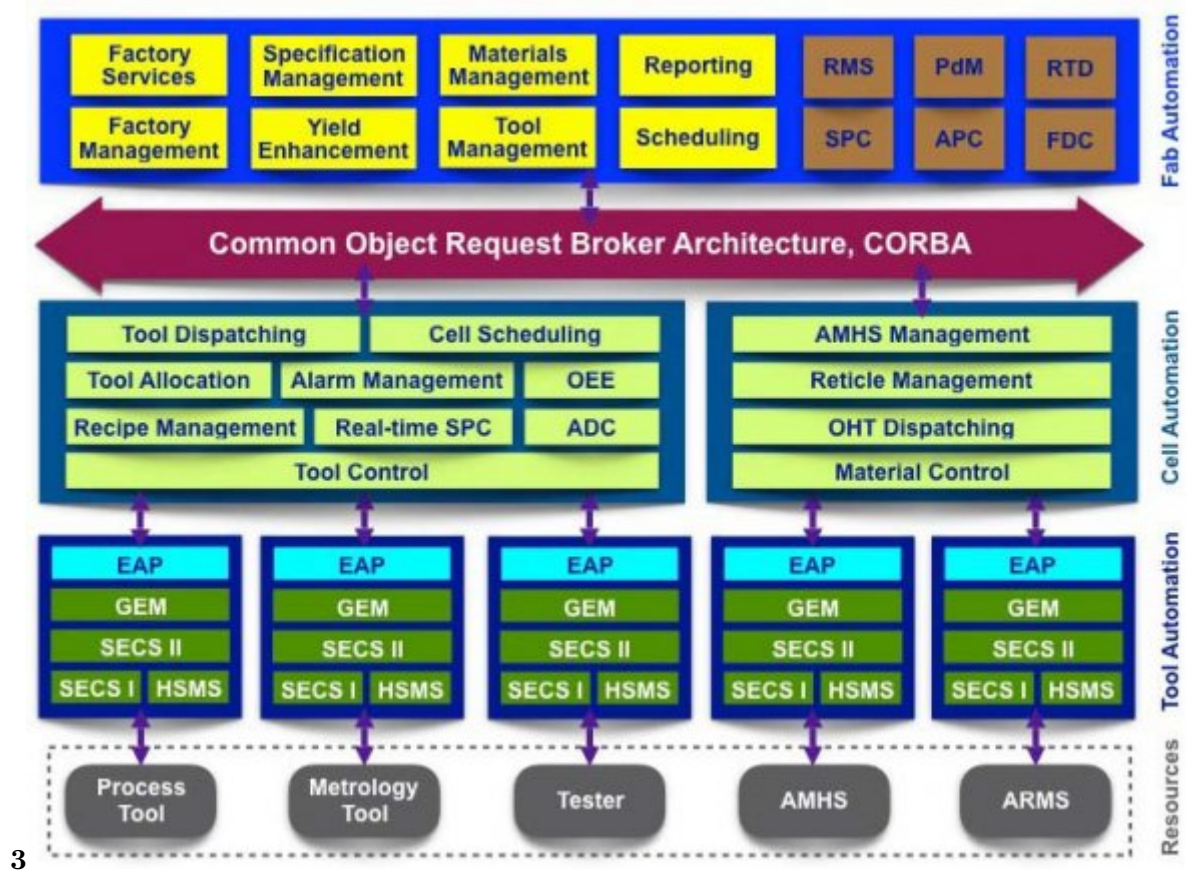 Factory Services
Specification Management
Materials Management
Reporting
RMS
PdM
RTD
Factory Management
Yield Enhancement
Tool Management
Scheduling
SPC
APC
FDC
Fab Automation
Common Object Request Broker Architecture, CORBA
Tool Dispatching
Cell Scheduling
Tool Allocation
Alarm Management
OEE
Recipe Management
Real-time SPC
ADC
Tool Control
AMHS Management
Reticle Management
OHT Dispatching
Material Control
Cell Automation
EAP
GEM
SECS II
SECS I
HSMS
EAP
GEM
SECS II
SECS I
HSMS
EAP
GEM
SECS II
SECS I
HSMS
EAP
GEM
SECS II
SECS I
HSMS
EAP
GEM
SECS II
SECS I
HSMS
Tool Automation
Process Tool
Metrology Tool
Tester
AMHS
ARMS
Resources
3